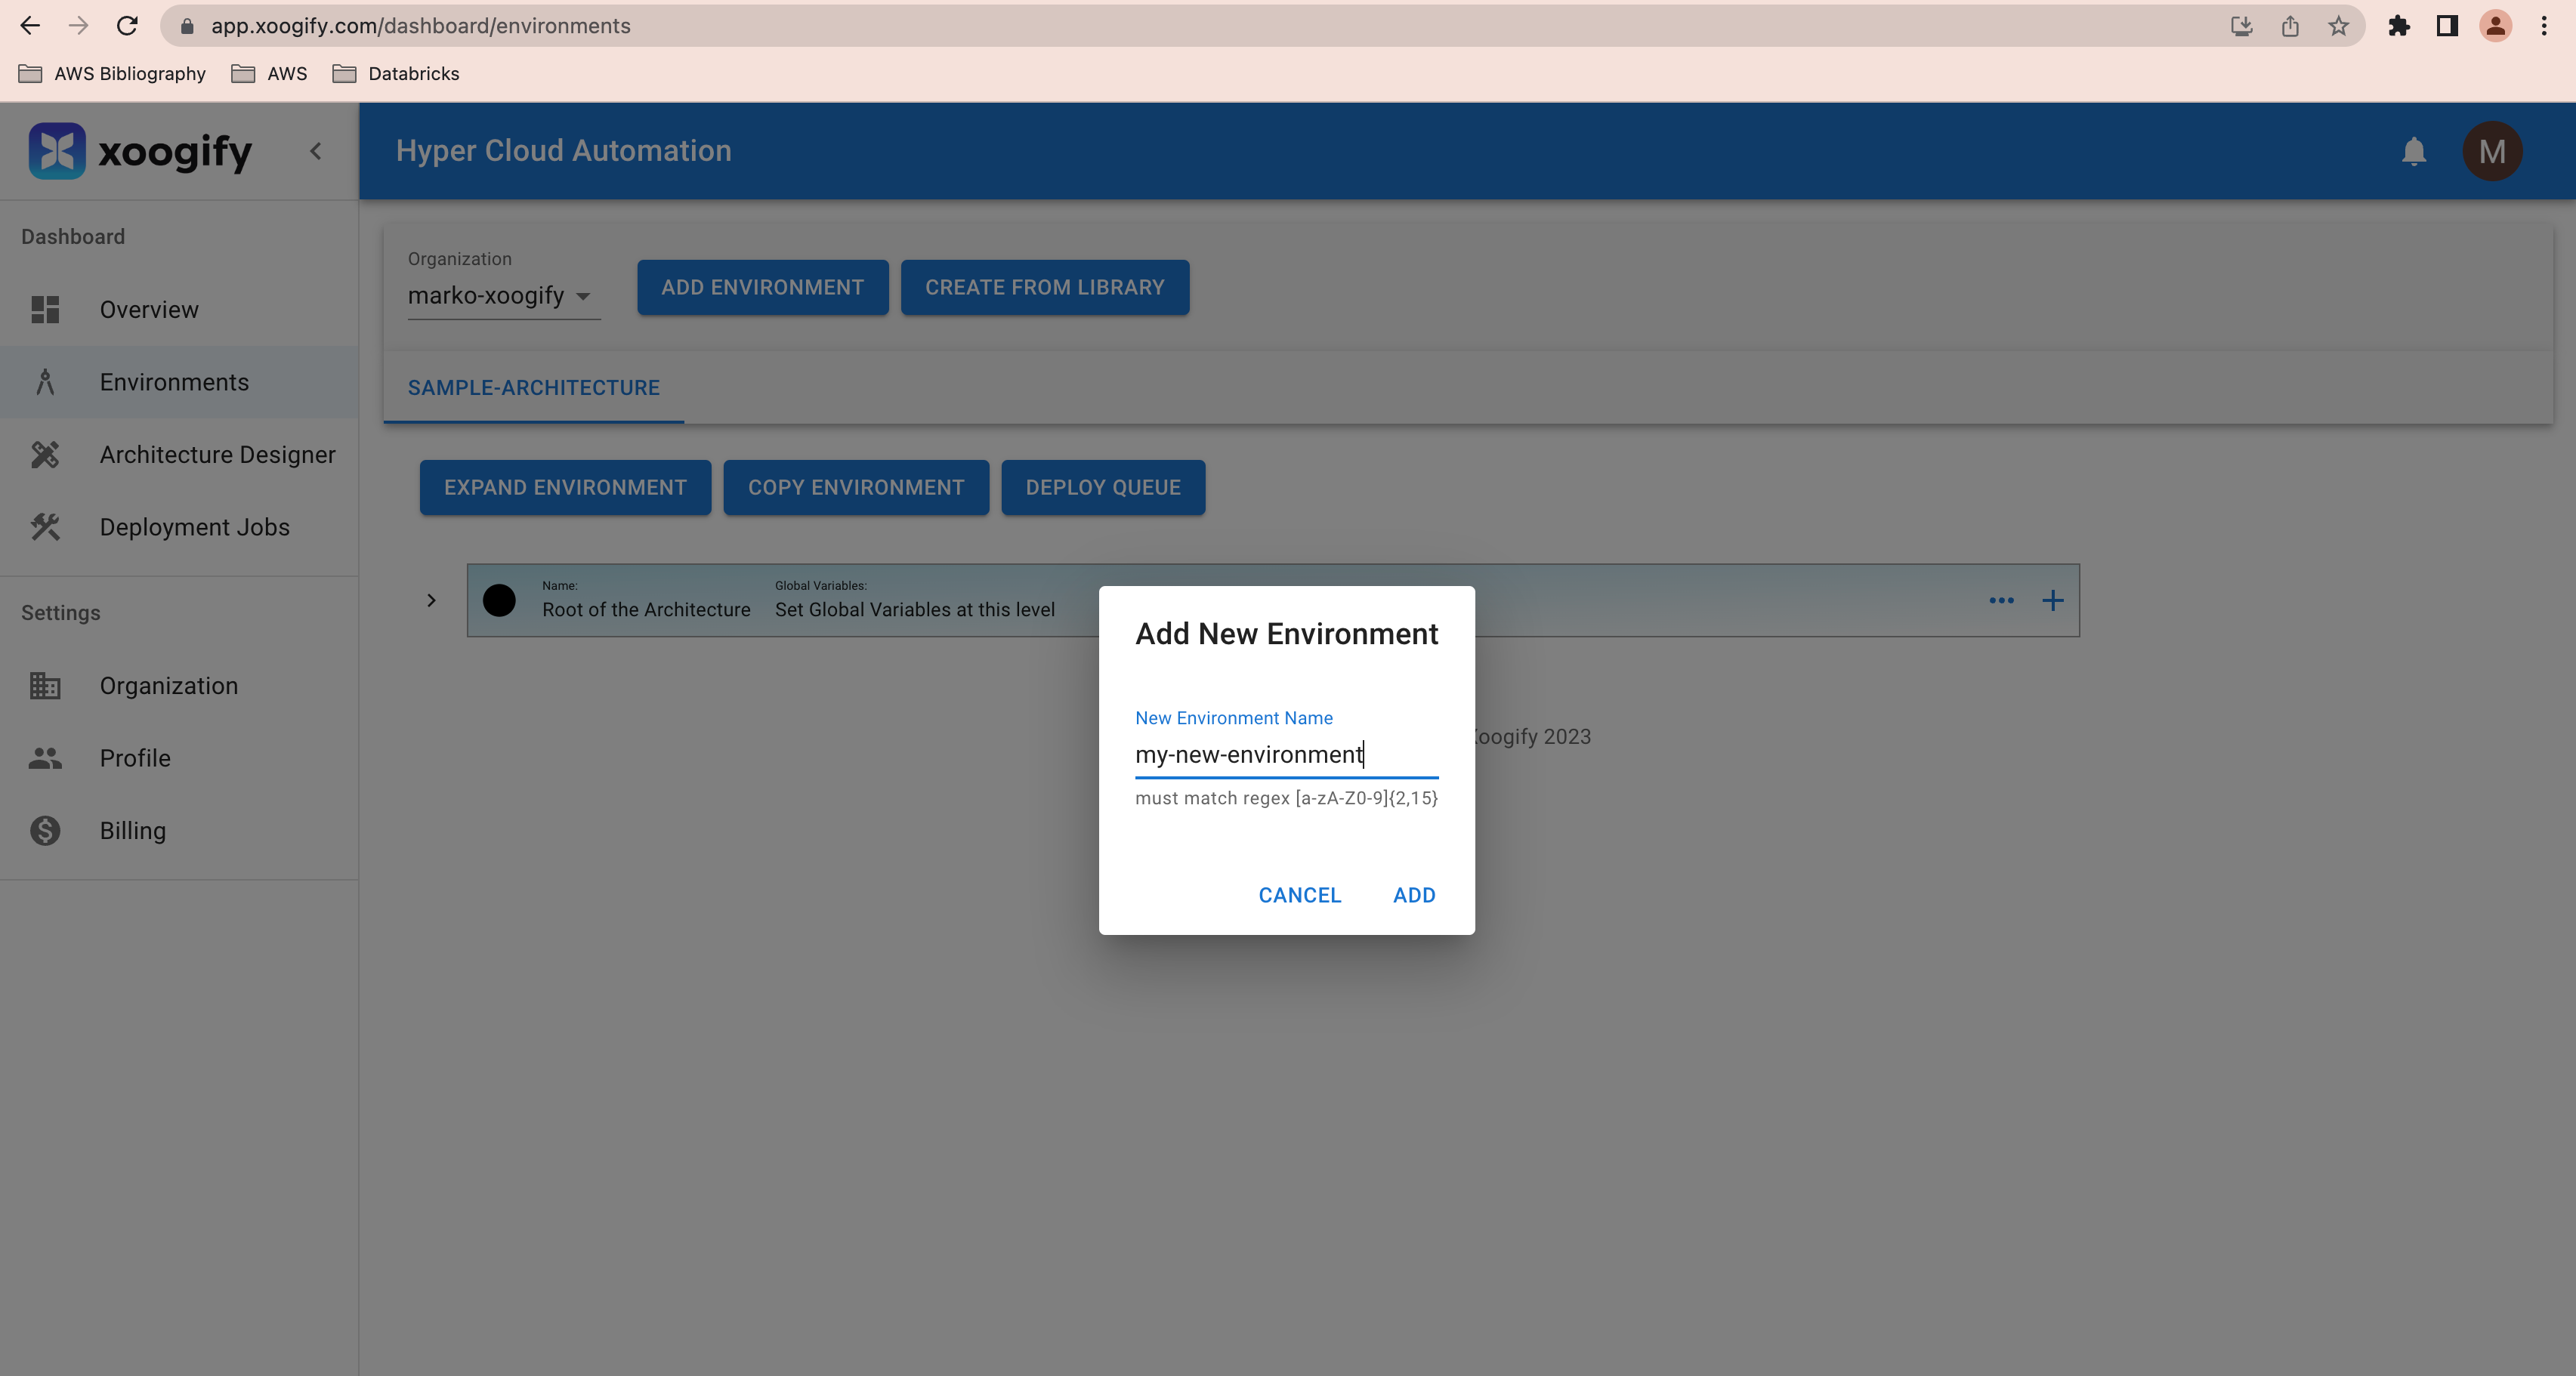 app.xoogify.com/dashboard/environments
AWS Bibliography AWS Databricks
xoogify
Hyper Cloud Automation
M
Dashboard
Overview
Environments
Architecture Designer
Deployment Jobs
Settings
Organization
Profile
Billing
Organization
marko-xoogify
ADD ENVIRONMENT CREATE FROM LIBRARY
SAMPLE-ARCHITECTURE
EXPAND ENVIRONMENT COPY ENVIRONMENT DEPLOY QUEUE
Name: Global Variables:
Root of the Architecture Set Global Variables at this level
Add New Environment
New Environment Name
my-new-environment
must match regex [a-zA-Z0-9]{2,15}
CANCEL ADD
Xoogify 2023